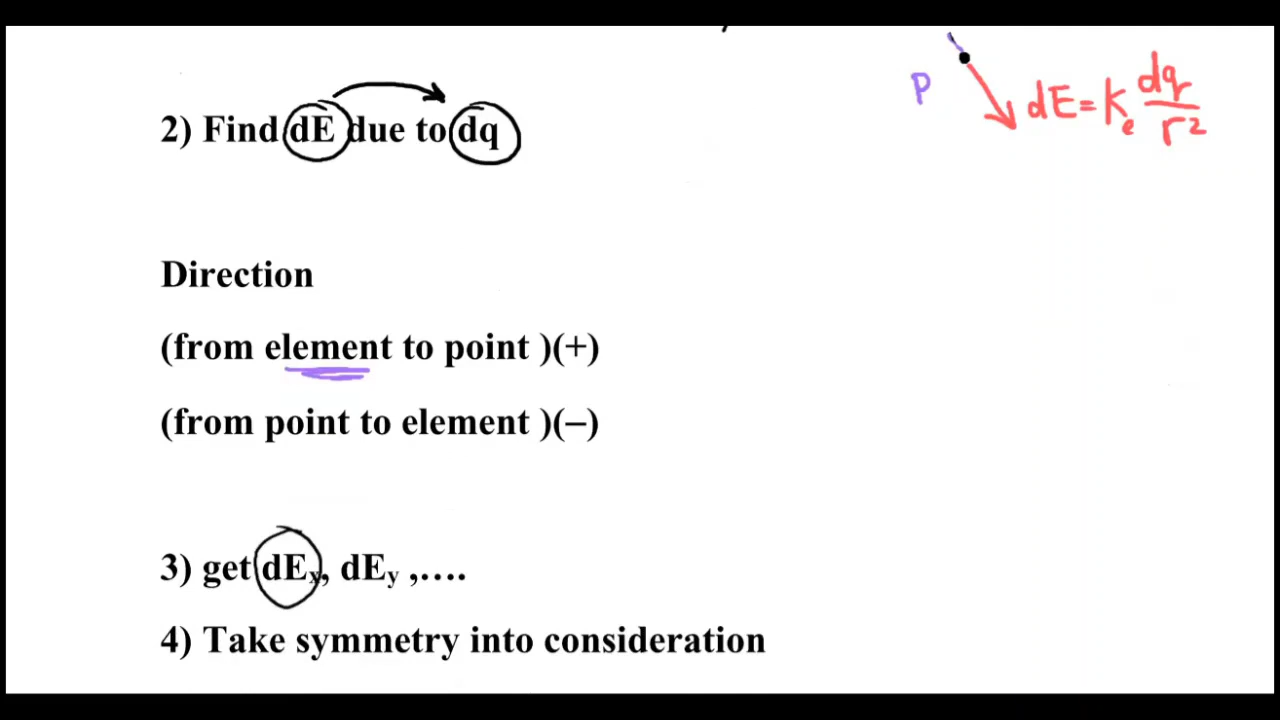 P
dE = kₑ dq/r²
2) Find dE due to dq
Direction
(from element to point )(+)
(from point to element )(−)
3) get dEₓ, dEᵧ ,….
4) Take symmetry into consideration